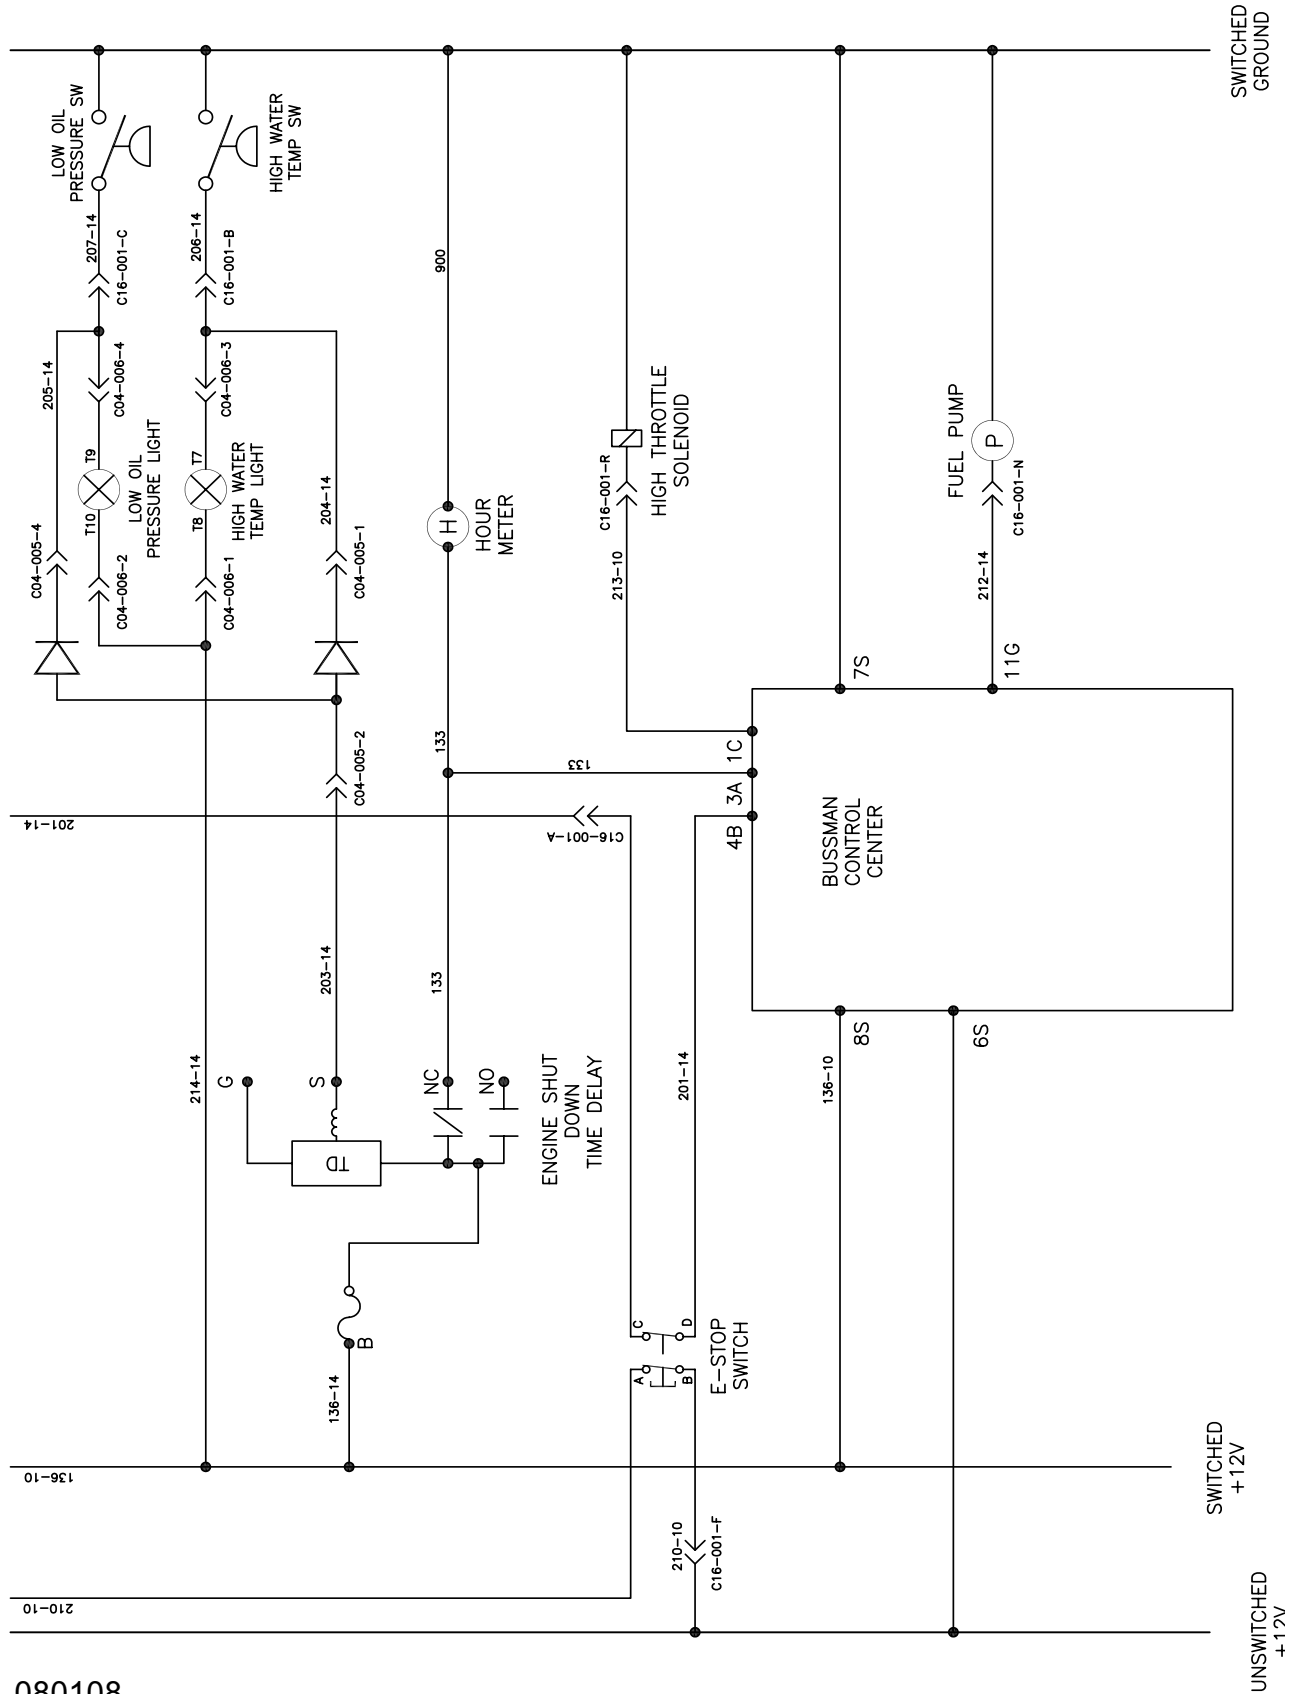 SWITCHED
GROUND
LOW OIL
PRESSURE SW
HIGH WATER
TEMP SW
207-14
C16-001-C
206-14
C16-001-B
900
205-14
C04-006-4
C04-006-3
T9
T10
LOW OIL
PRESSURE LIGHT
T7
T8
HIGH WATER
TEMP LIGHT
204-14
C04-005-4
C04-006-2
C04-006-1
C04-005-1
H
HOUR
METER
C16-001-R
HIGH THROTTLE
SOLENOID
213-10
FUEL PUMP
P
C16-001-N
212-14
7S
11G
1C
3A
4B
133
133
C04-005-2
201-14
C16-001-A
BUSSMAN
CONTROL
CENTER
203-14
133
214-14
G
S
NC
NO
TD
ENGINE SHUT
DOWN
TIME DELAY
201-14
136-10
8S
6S
B
136-14
C
D
A
B
E-STOP
SWITCH
136-10
SWITCHED
+12V
210-10
C16-001-F
210-10
UNSWITCHED
+12V
080108